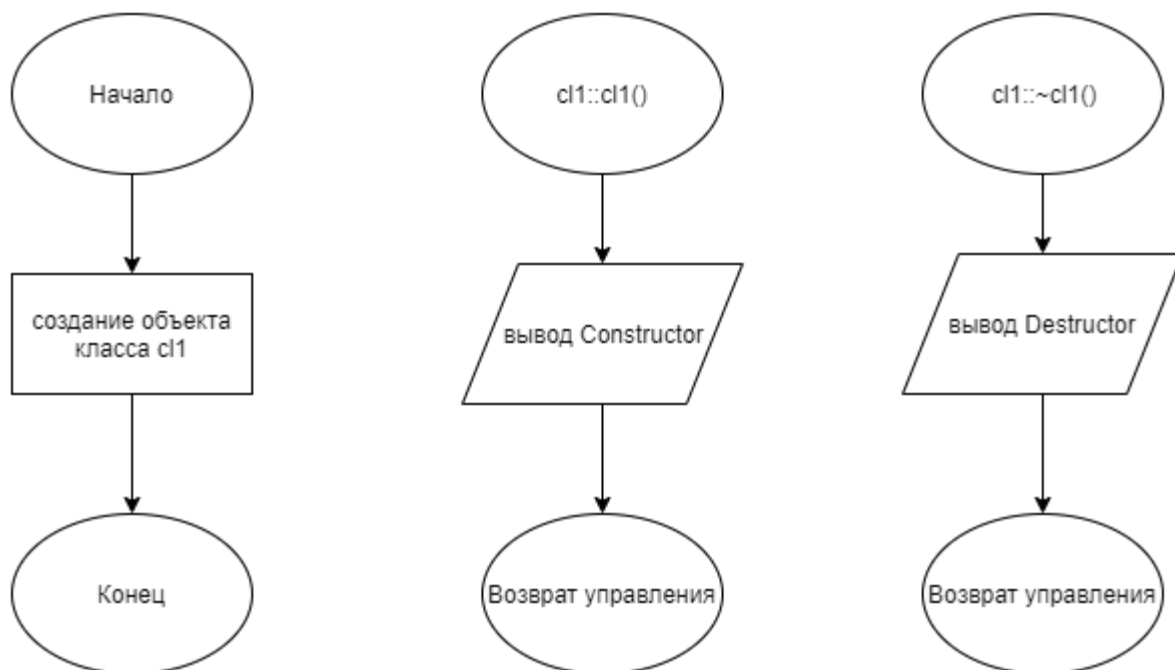 Начало
cl1::cl1()
cl1::~cl1()
создание объекта
класса cl1
вывод Constructor
вывод Destructor
Конец
Возврат управления
Возврат управления